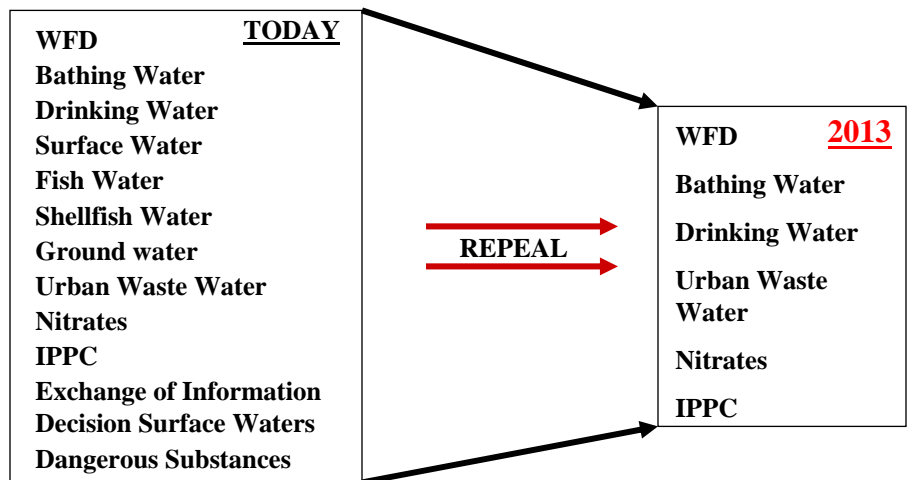 TODAY
WFD
Bathing Water
Drinking Water
Surface Water
Fish Water
Shellfish Water
Ground water
Urban Waste Water
Nitrates
IPPC
Exchange of Information
Decision Surface Waters
Dangerous Substances
REPEAL
2013
WFD
Bathing Water
Drinking Water
Urban Waste
Water
Nitrates
IPPC